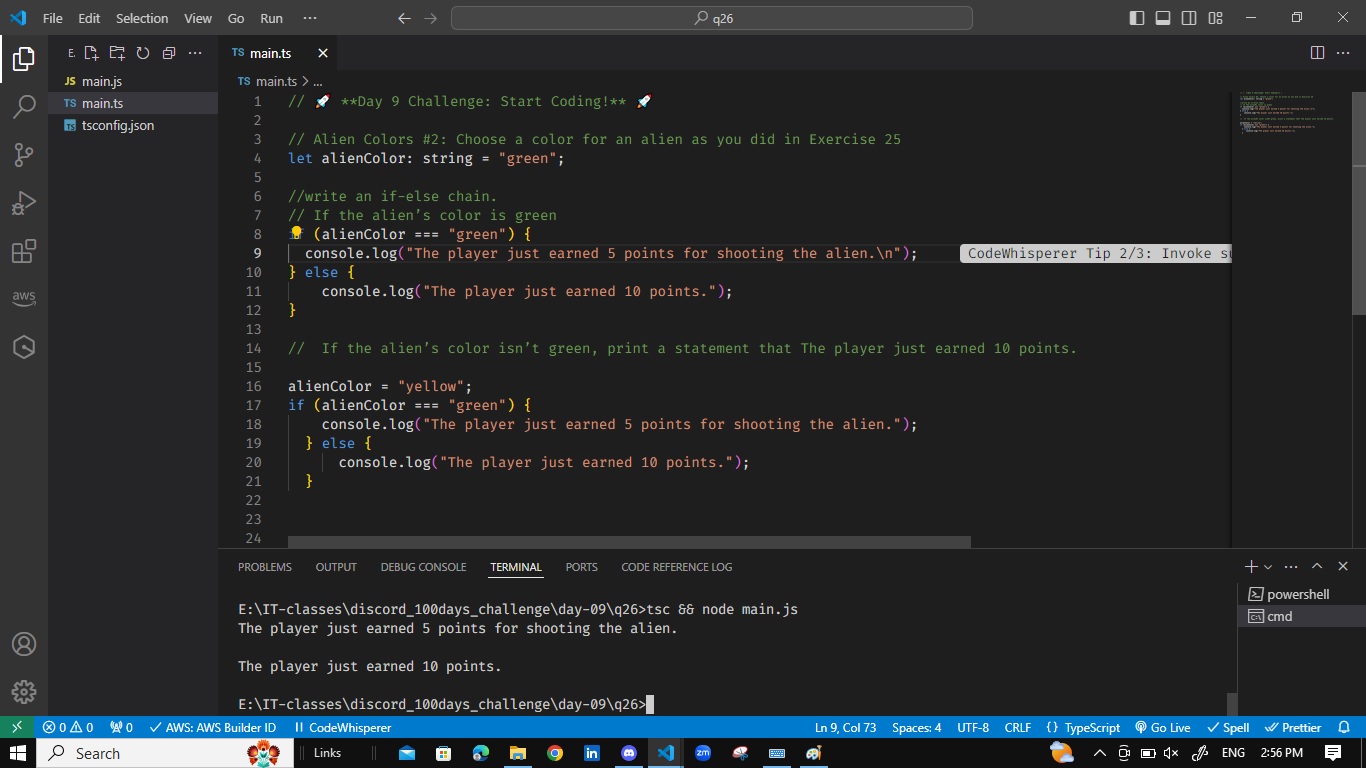 File Edit Selection View Go Run ··· q26
E.
JS main.js
TS main.ts
tsconfig.json
TS main.ts ✕
TS main.ts > ...
1 // 🚀 **Day 9 Challenge: Start Coding!** 🚀
2
3 // Alien Colors #2: Choose a color for an alien as you did in Exercise 25
4 let alienColor: string = "green";
5
6 //write an if-else chain.
7 // If the alien’s color is green
8 if (alienColor === "green") {
9 console.log("The player just earned 5 points for shooting the alien.\n"); CodeWhisperer Tip 2/3: Invoke su
10 } else {
11 console.log("The player just earned 10 points.");
12 }
13
14 //  If the alien’s color isn’t green, print a statement that The player just earned 10 points.
15
16 alienColor = "yellow";
17 if (alienColor === "green") {
18 console.log("The player just earned 5 points for shooting the alien.");
19 } else {
20 console.log("The player just earned 10 points.");
21 }
22
23
24
PROBLEMS OUTPUT DEBUG CONSOLE TERMINAL PORTS CODE REFERENCE LOG
E:\IT-classes\discord_100days_challenge\day-09\q26>tsc && node main.js
The player just earned 5 points for shooting the alien.
The player just earned 10 points.
E:\IT-classes\discord_100days_challenge\day-09\q26>
powershell
cmd
aws
0 0 0 AWS: AWS Builder ID CodeWhisperer Ln 9, Col 73 Spaces: 4 UTF-8 CRLF {} TypeScript Go Live Spell Prettier
Search Links in zm ENG 2:56 PM